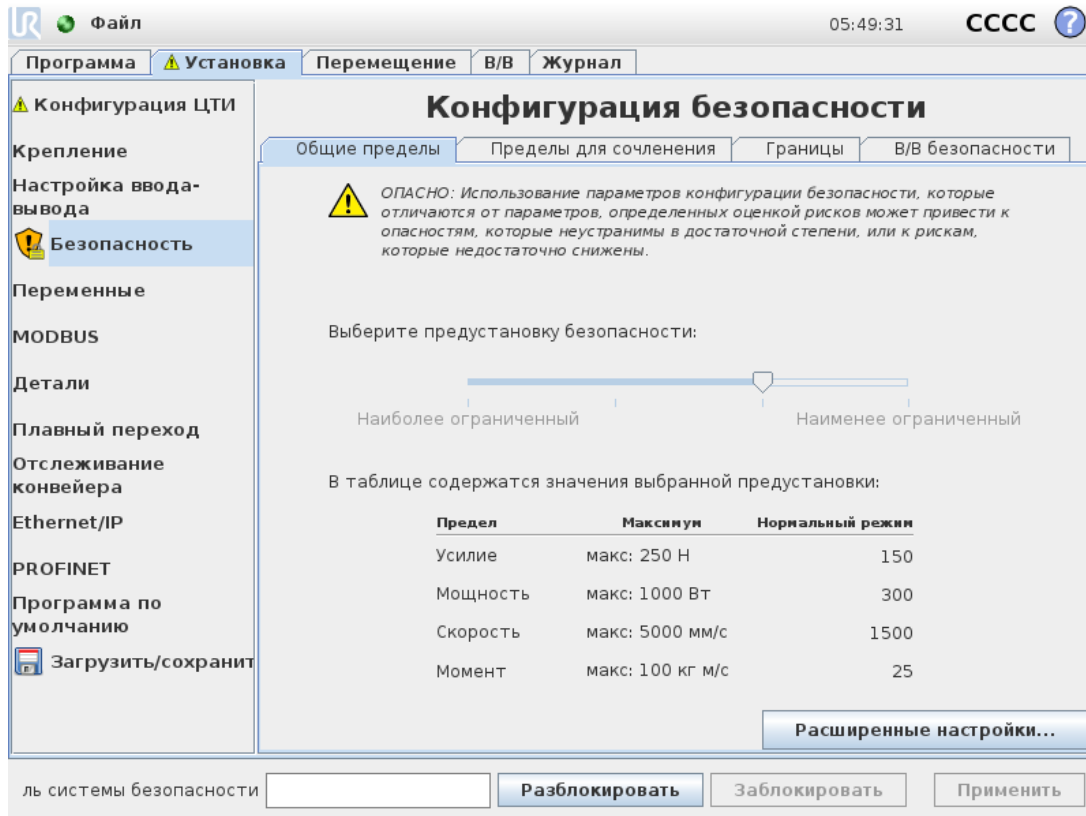 UR Файл 05:49:31 CCCC ?
Программа Установка Перемещение В/В Журнал
Конфигурация ЦТИ
Крепление
Настройка ввода-
вывода
Безопасность
Переменные
MODBUS
Детали
Плавный переход
Отслеживание
конвейера
Ethernet/IP
PROFINET
Программа по
умолчанию
Загрузить/сохранит
Конфигурация безопасности
Общие пределы Пределы для сочленения Границы В/В безопасности
ОПАСНО: Использование параметров конфигурации безопасности, которые
отличаются от параметров, определенных оценкой рисков может привести к
опасностям, которые неустранимы в достаточной степени, или к рискам,
которые недостаточно снижены.
Выберите предустановку безопасности:
Наиболее ограниченный Наименее ограниченный
В таблице содержатся значения выбранной предустановки:
Предел Максимум Нормальный режим
Усилие макс: 250 Н 150
Мощность макс: 1000 Вт 300
Скорость макс: 5000 мм/с 1500
Момент макс: 100 кг м/с 25
Расширенные настройки...
ль системы безопасности Разблокировать Заблокировать Применить